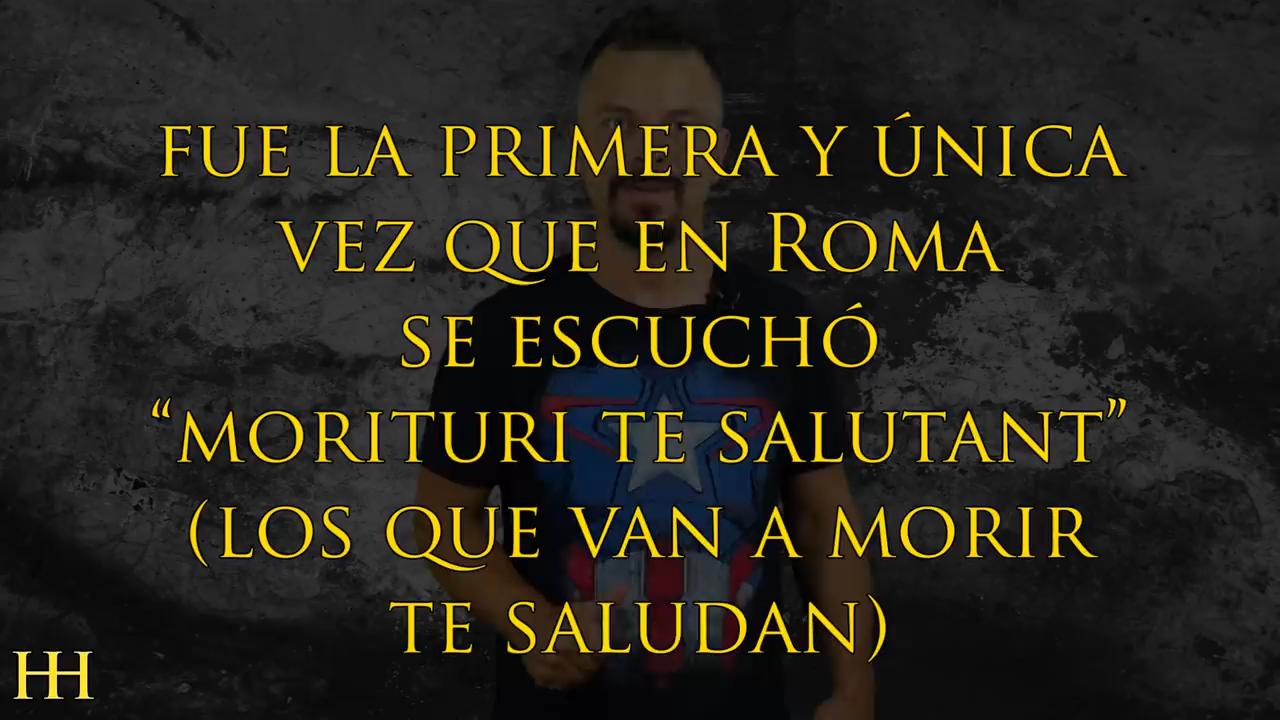 FUE LA PRIMERA Y ÚNICA
VEZ QUE EN ROMA
SE ESCUCHÓ
“MORITURI TE SALUTANT”
(LOS QUE VAN A MORIR
TE SALUDAN)
HH